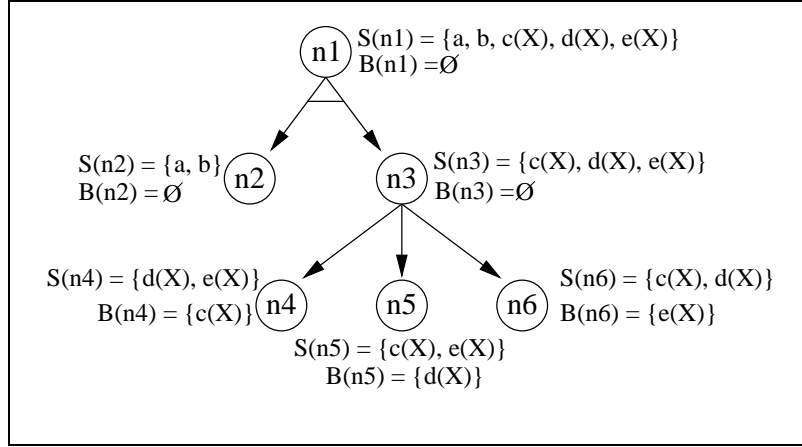 n1
S(n1) = {a, b, c(X), d(X), e(X)}
B(n1) =Ø
S(n2) = {a, b}
B(n2) =Ø
n2
n3
S(n3) = {c(X), d(X), e(X)}
B(n3) =Ø
S(n4) = {d(X), e(X)}
B(n4) = {c(X)}
n4
n5
S(n5) = {c(X), e(X)}
B(n5) = {d(X)}
n6
S(n6) = {c(X), d(X)}
B(n6) = {e(X)}